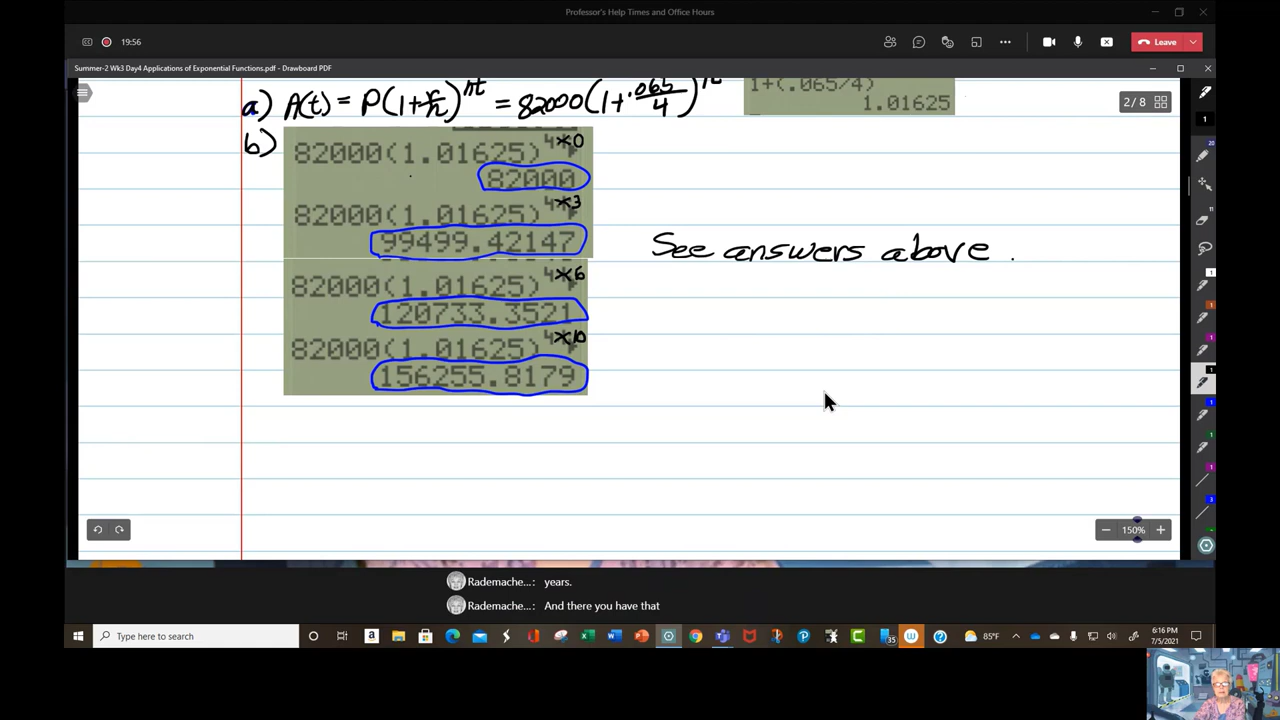 Professor's Help Times and Office Hours
19:56
Leave
Summer-2 Wk3 Day4 Applications of Exponential Functions.pdf - Drawboard PDF
a) A(t) = P(1+r/n)^nt = 82000(1+.065/4)
1+(.065/4)
1.01625
2/8
b)
82000(1.01625)^4*0
82000
82000(1.01625)^4*3
99499.42147
82000(1.01625)^4*6
120733.3521
82000(1.01625)^4*10
156255.8179
See answers above.
150%
Rademache...: years.
Rademache...: And there you have that
Type here to search
85°F
6:16 PM
7/5/2021